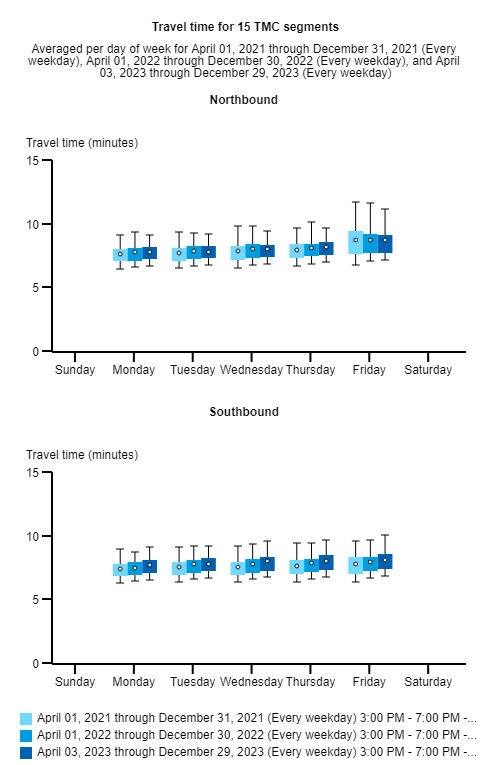 Travel time for 15 TMC segments
Averaged per day of week for April 01, 2021 through December 31, 2021 (Every
weekday), April 01, 2022 through December 30, 2022 (Every weekday), and April
03, 2023 through December 29, 2023 (Every weekday)
Northbound
Travel time (minutes)
15
10
5
0
Sunday Monday Tuesday Wednesday Thursday Friday Saturday
Southbound
Travel time (minutes)
15
10
5
0
Sunday Monday Tuesday Wednesday Thursday Friday Saturday
April 01, 2021 through December 31, 2021 (Every weekday) 3:00 PM - 7:00 PM -...
April 01, 2022 through December 30, 2022 (Every weekday) 3:00 PM - 7:00 PM -...
April 03, 2023 through December 29, 2023 (Every weekday) 3:00 PM - 7:00 PM -...